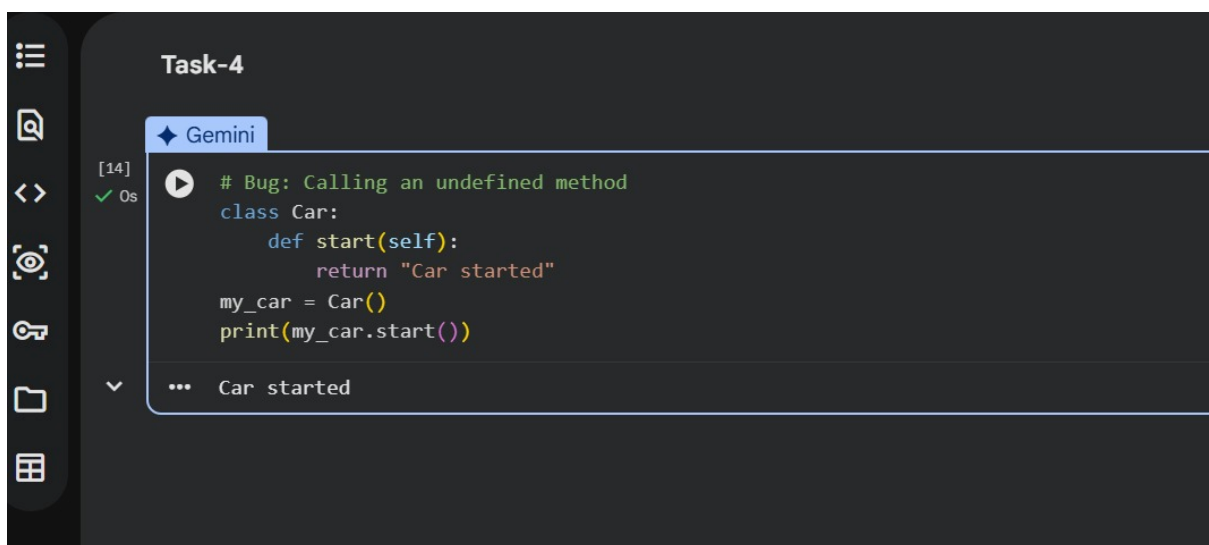 Task-4
Gemini
[14]
0s
# Bug: Calling an undefined method
class Car:
    def start(self):
        return "Car started"
my_car = Car()
print(my_car.start())
Car started